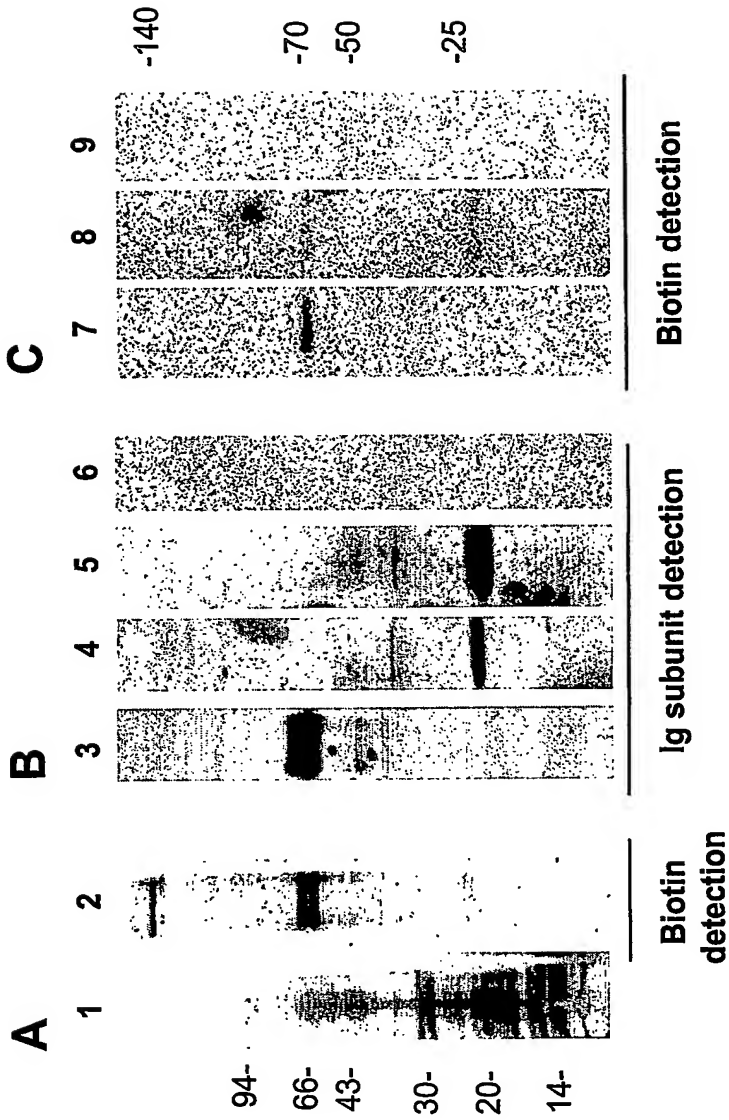 A
B
C
1
2
3
4
5
6
7
8
9
94-
66-
43-
30-
20-
14-
-140
-70
-50
-25
Biotin
detection
Ig subunit detection
Biotin detection